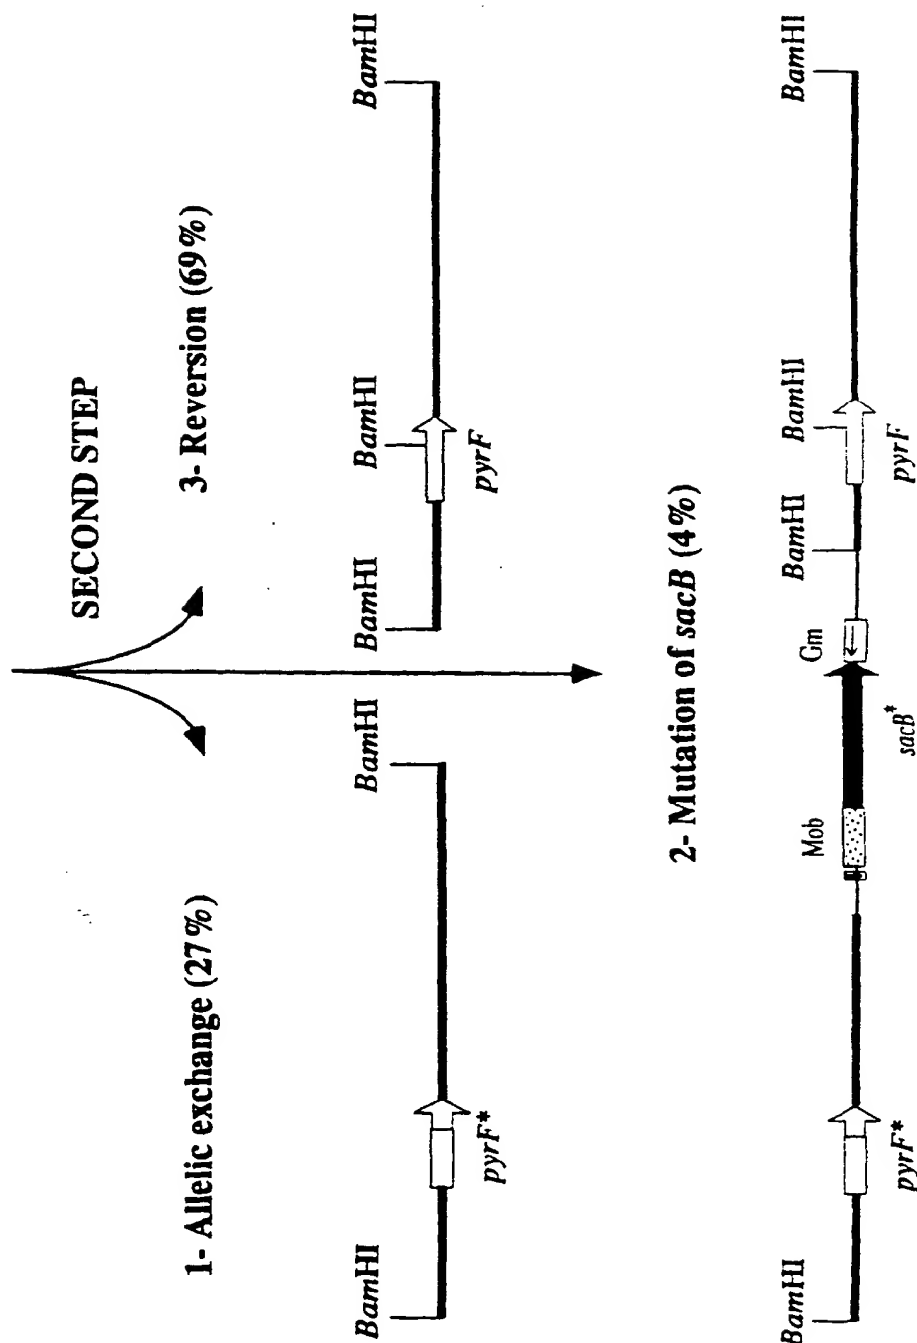 SECOND STEP
1- Allelic exchange (27%)
3- Reversion (69%)
BamHI
BamHI
BamHI
BamHI
BamHI
pyrF*
pyrF
2- Mutation of sacB (4%)
BamHI
Mob
Gm
BamHI
BamHI
BamHI
pyrF*
sacB*
pyrF